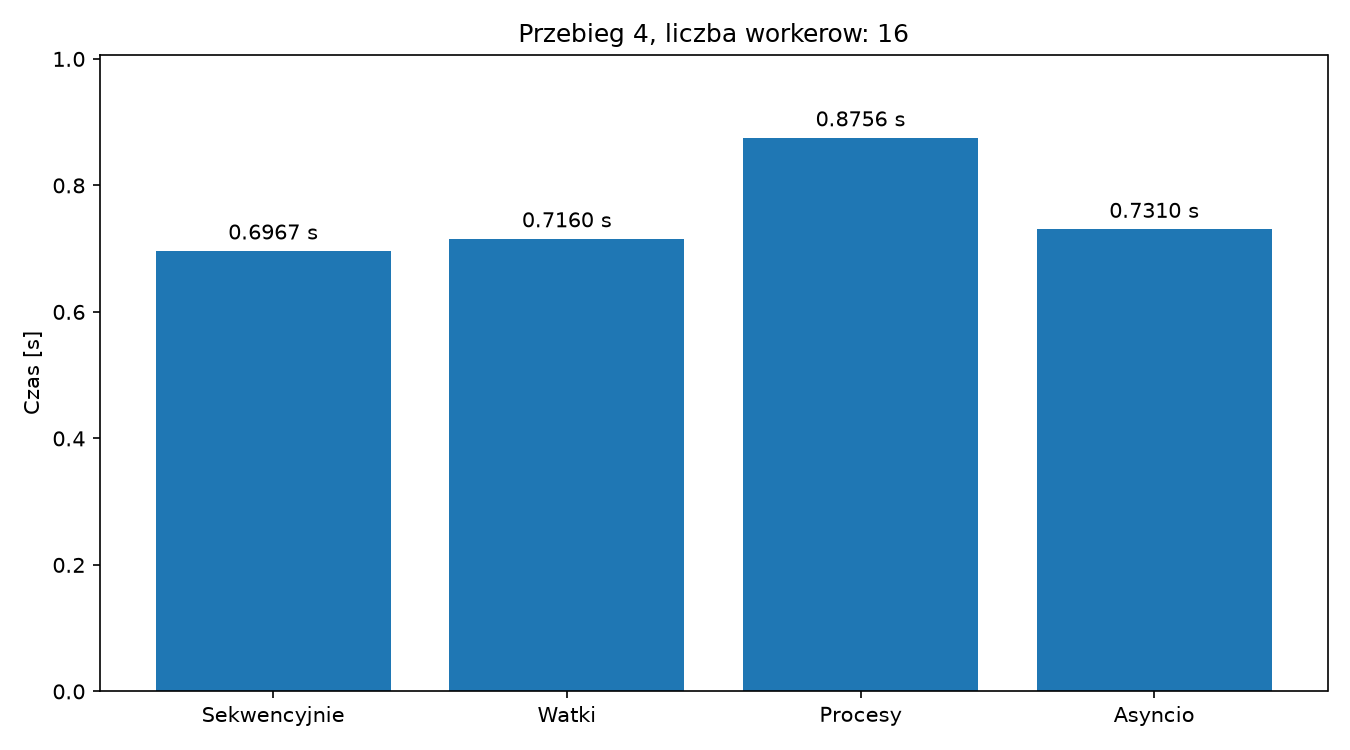 Przebieg 4, liczba workerow: 16
Czas [s]
1.0
0.8
0.6
0.4
0.2
0.0
0.6967 s
0.7160 s
0.8756 s
0.7310 s
Sekwencyjnie
Watki
Procesy
Asyncio